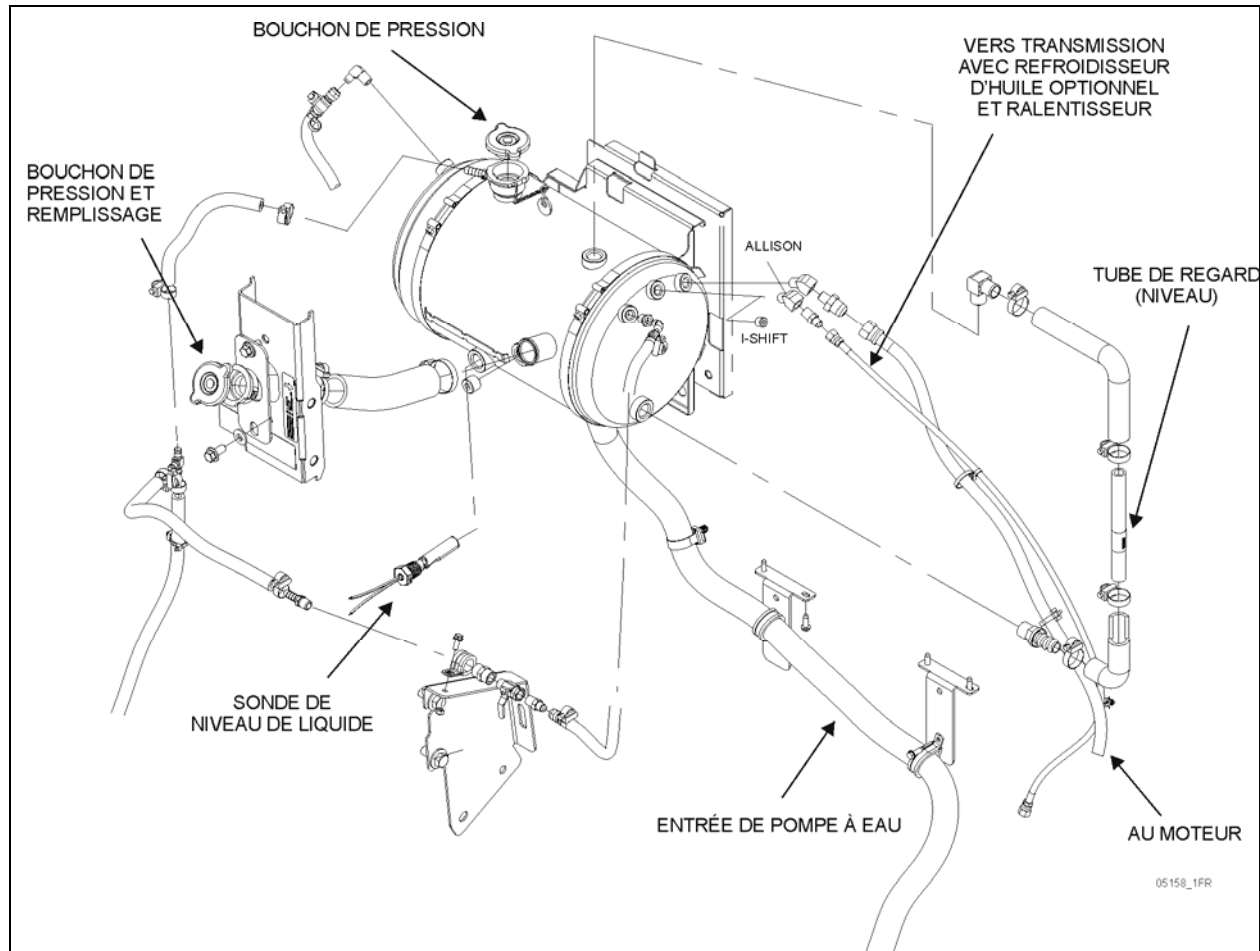 BOUCHON DE PRESSION
VERS TRANSMISSION
AVEC REFROIDISSEUR
D'HUILE OPTIONNEL
ET RALENTISSEUR
BOUCHON DE
PRESSION ET
REMPLISSAGE
ALLISON
TUBE DE REGARD
(NIVEAU)
I-SHIFT
SONDE DE
NIVEAU DE LIQUIDE
ENTRÉE DE POMPE À EAU
AU MOTEUR
05158_1FR